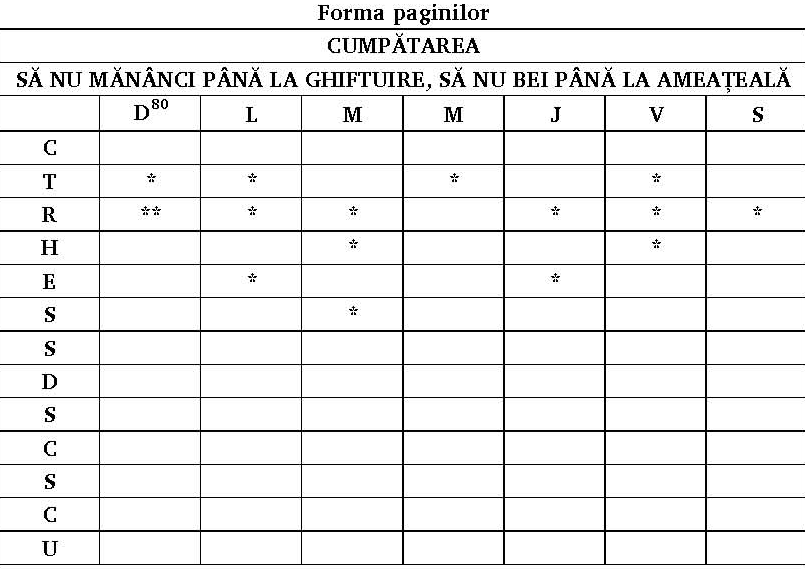 Forma paginilor
CUMPĂTAREA
SĂ NU MĂNÂNCI PÂNĂ LA GHIFTUIRE, SĂ NU BEI PÂNĂ LA AMEAȚEALĂ
D80 L M M J V S
C
T * * * *
R ** * * * * *
H * *
E * *
S *
S
D
S
C
S
C
U